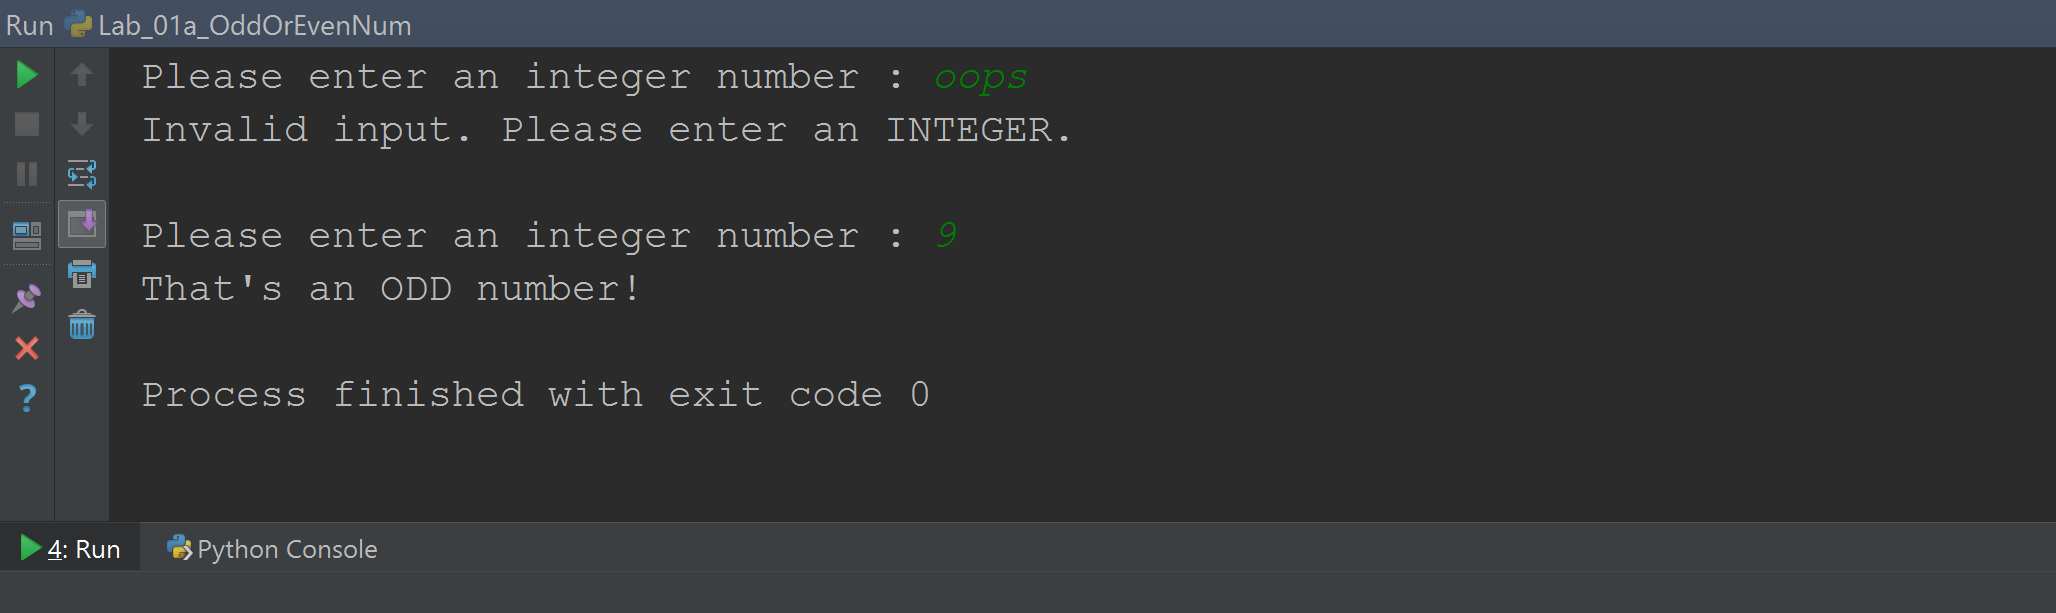 Run Lab_01a_OddOrEvenNum
Please enter an integer number : oops
Invalid input. Please enter an INTEGER.
Please enter an integer number : 9
That's an ODD number!
Process finished with exit code 0
4: Run Python Console